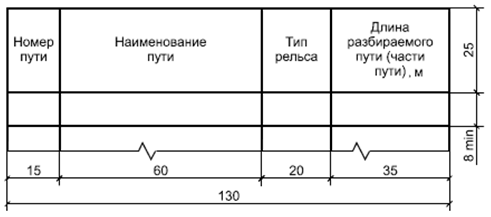 Номер
пути
Наименование
пути
Тип
рельса
Длина
разбираемого
пути (части
пути), м
25
8 min
15
60
20
35
130